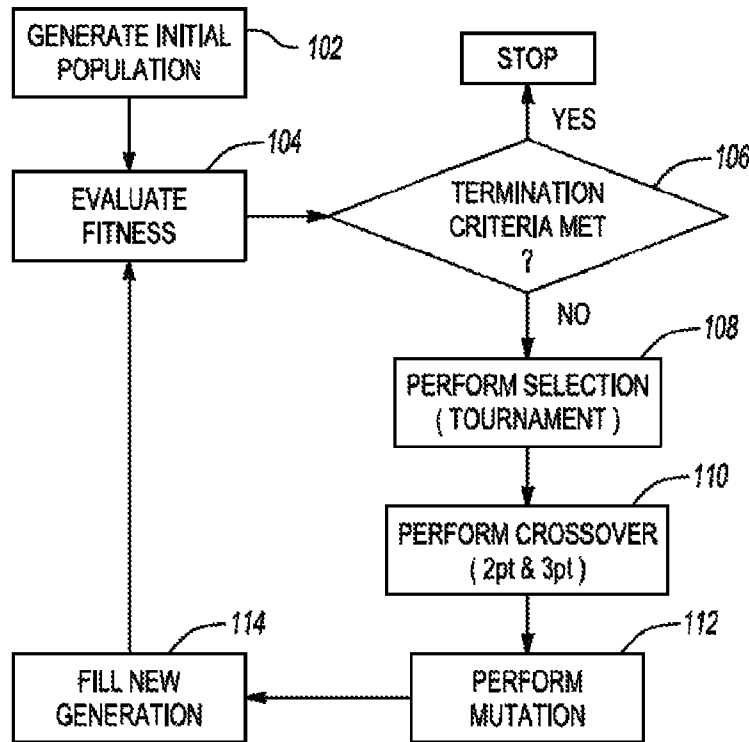 GENERATE INITIAL
POPULATION
102
STOP
YES
104
EVALUATE
FITNESS
106
TERMINATION
CRITERIA MET
?
NO
108
PERFORM SELECTION
( TOURNAMENT )
110
PERFORM CROSSOVER
( 2pt & 3pt )
112
PERFORM
MUTATION
114
FILL NEW
GENERATION